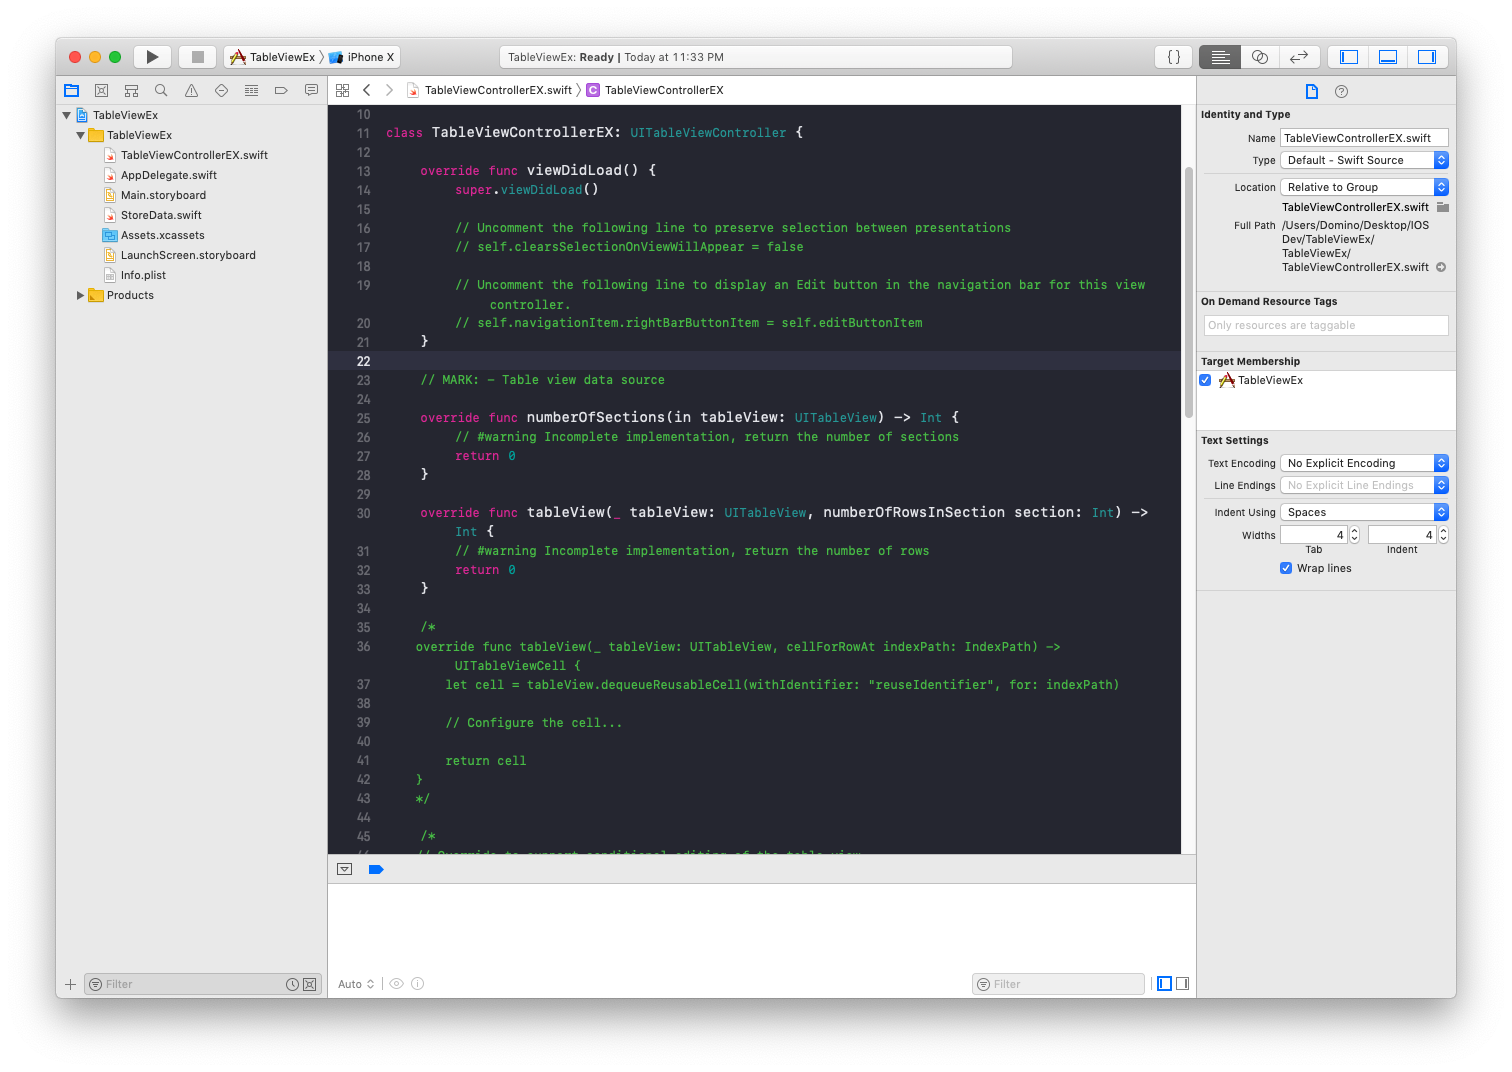 TableViewEx
iPhone X
TableViewEx: Ready | Today at 11:33 PM
{ }
TableViewControllerEX.swift
C
TableViewControllerEX
TableViewEx
TableViewEx
TableViewControllerEX.swift
AppDelegate.swift
Main.storyboard
StoreData.swift
Assets.xcassets
LaunchScreen.storyboard
Info.plist
Products
Filter
10
11 class TableViewControllerEX: UITableViewController {
12
13 override func viewDidLoad() {
14 super.viewDidLoad()
15
16 // Uncomment the following line to preserve selection between presentations
17 // self.clearsSelectionOnViewWillAppear = false
18
19 // Uncomment the following line to display an Edit button in the navigation bar for this view
controller.
20 // self.navigationItem.rightBarButtonItem = self.editButtonItem
21 }
22
23 // MARK: - Table view data source
24
25 override func numberOfSections(in tableView: UITableView) -> Int {
26 // #warning Incomplete implementation, return the number of sections
27 return 0
28 }
29
30 override func tableView(_ tableView: UITableView, numberOfRowsInSection section: Int) ->
Int {
31 // #warning Incomplete implementation, return the number of rows
32 return 0
33 }
34
35 /*
36 override func tableView(_ tableView: UITableView, cellForRowAt indexPath: IndexPath) ->
UITableViewCell {
37 let cell = tableView.dequeueReusableCell(withIdentifier: "reuseIdentifier", for: indexPath)
38
39 // Configure the cell...
40
41 return cell
42 }
43 */
44
45 /*
// Override to support conditional editing of the table view
Auto
Filter
Identity and Type
Name TableViewControllerEX.swift
Type Default - Swift Source
Location Relative to Group
TableViewControllerEX.swift
Full Path /Users/Domino/Desktop/IOS
Dev/TableViewEx/
TableViewEx/
TableViewControllerEX.swift
On Demand Resource Tags
Only resources are taggable
Target Membership
TableViewEx
Text Settings
Text Encoding No Explicit Encoding
Line Endings No Explicit Line Endings
Indent Using Spaces
Widths 4 4
Tab Indent
Wrap lines